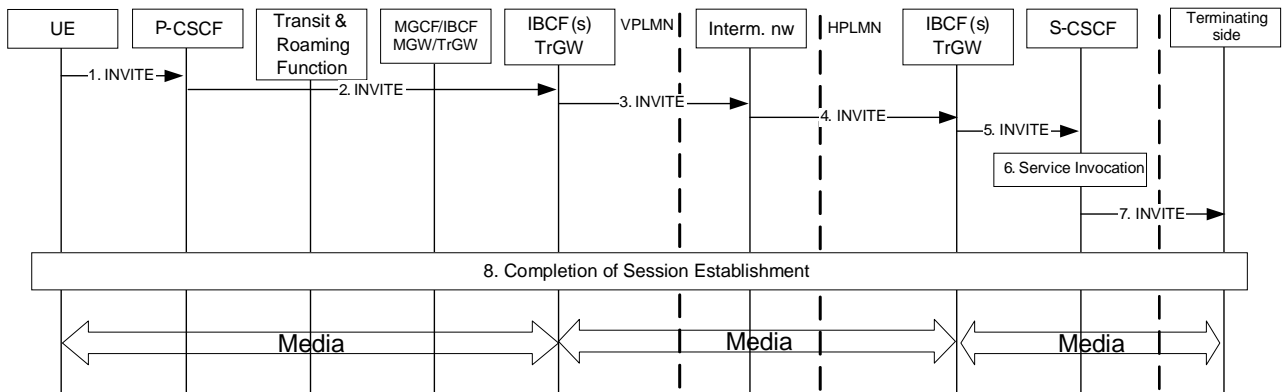 UE
P-CSCF
Transit &
Roaming
Function
MGCF/IBCF
MGW/TrGW
IBCF(s)
TrGW
VPLMN
Interm. nw
HPLMN
IBCF(s)
TrGW
S-CSCF
Terminating
side
1. INVITE
2. INVITE
3. INVITE
4. INVITE
5. INVITE
6. Service Invocation
7. INVITE
8. Completion of Session Establishment
Media
Media
Media